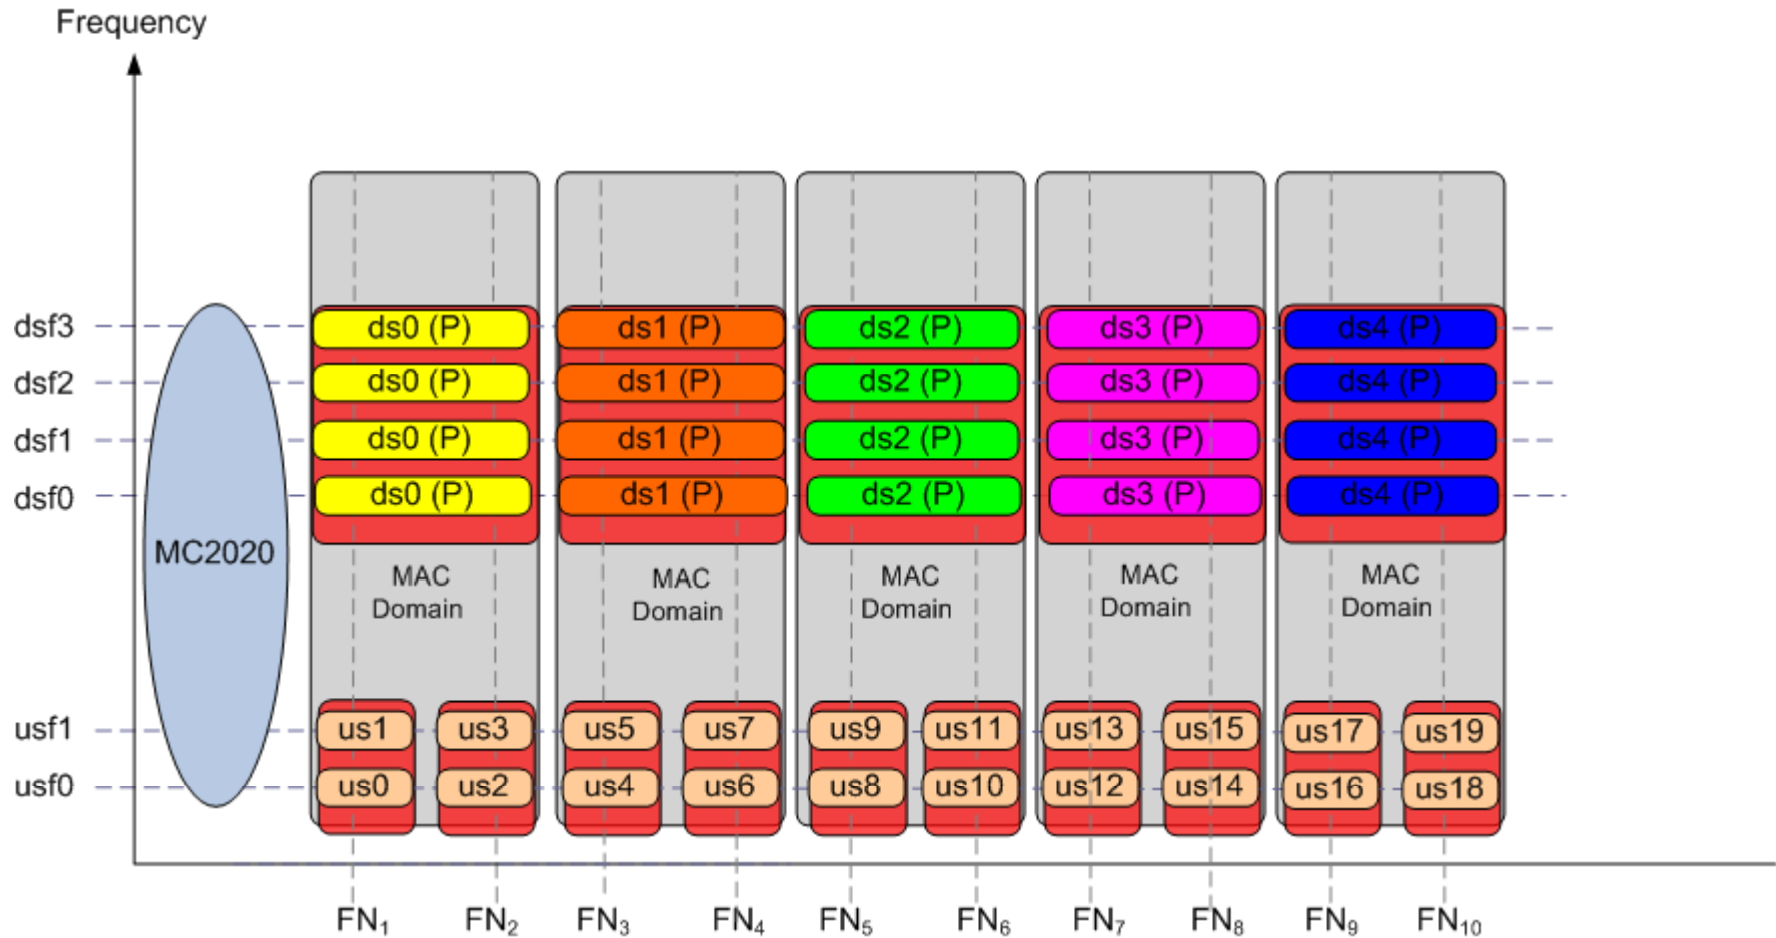 Frequency
dsf3 ds0 (P) ds1 (P) ds2 (P) ds3 (P) ds4 (P)
dsf2 ds0 (P) ds1 (P) ds2 (P) ds3 (P) ds4 (P)
dsf1 ds0 (P) ds1 (P) ds2 (P) ds3 (P) ds4 (P)
dsf0 ds0 (P) ds1 (P) ds2 (P) ds3 (P) ds4 (P)
MC2020
MAC MAC MAC MAC MAC
Domain Domain Domain Domain Domain
usf1 us1 us3 us5 us7 us9 us11 us13 us15 us17 us19
usf0 us0 us2 us4 us6 us8 us10 us12 us14 us16 us18
FN1 FN2 FN3 FN4 FN5 FN6 FN7 FN8 FN9 FN10